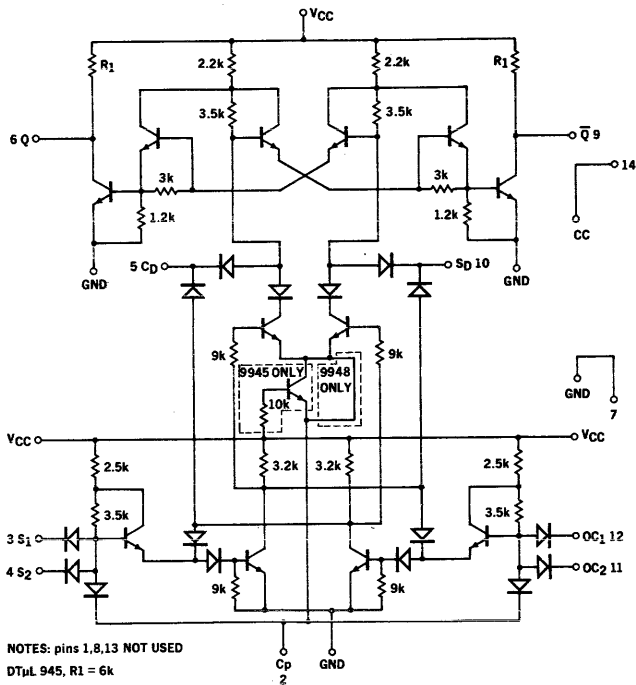 VCC
R1
2.2k
2.2k
R1
3.5k
3.5k
6 Q
Q 9
3k
3k
14
1.2k
1.2k
CC
5 CD
SD 10
GND
GND
9k
9k
9945 ONLY
9948
ONLY
10k
GND
7
VCC
VCC
2.5k
3.2k
3.2k
2.5k
3.5k
3.5k
3 S1
OC1 12
4 S2
OC2 11
9k
9k
NOTES: pins 1,8,13 NOT USED
Cp
GND
DTμL 945, R1 = 6k
2